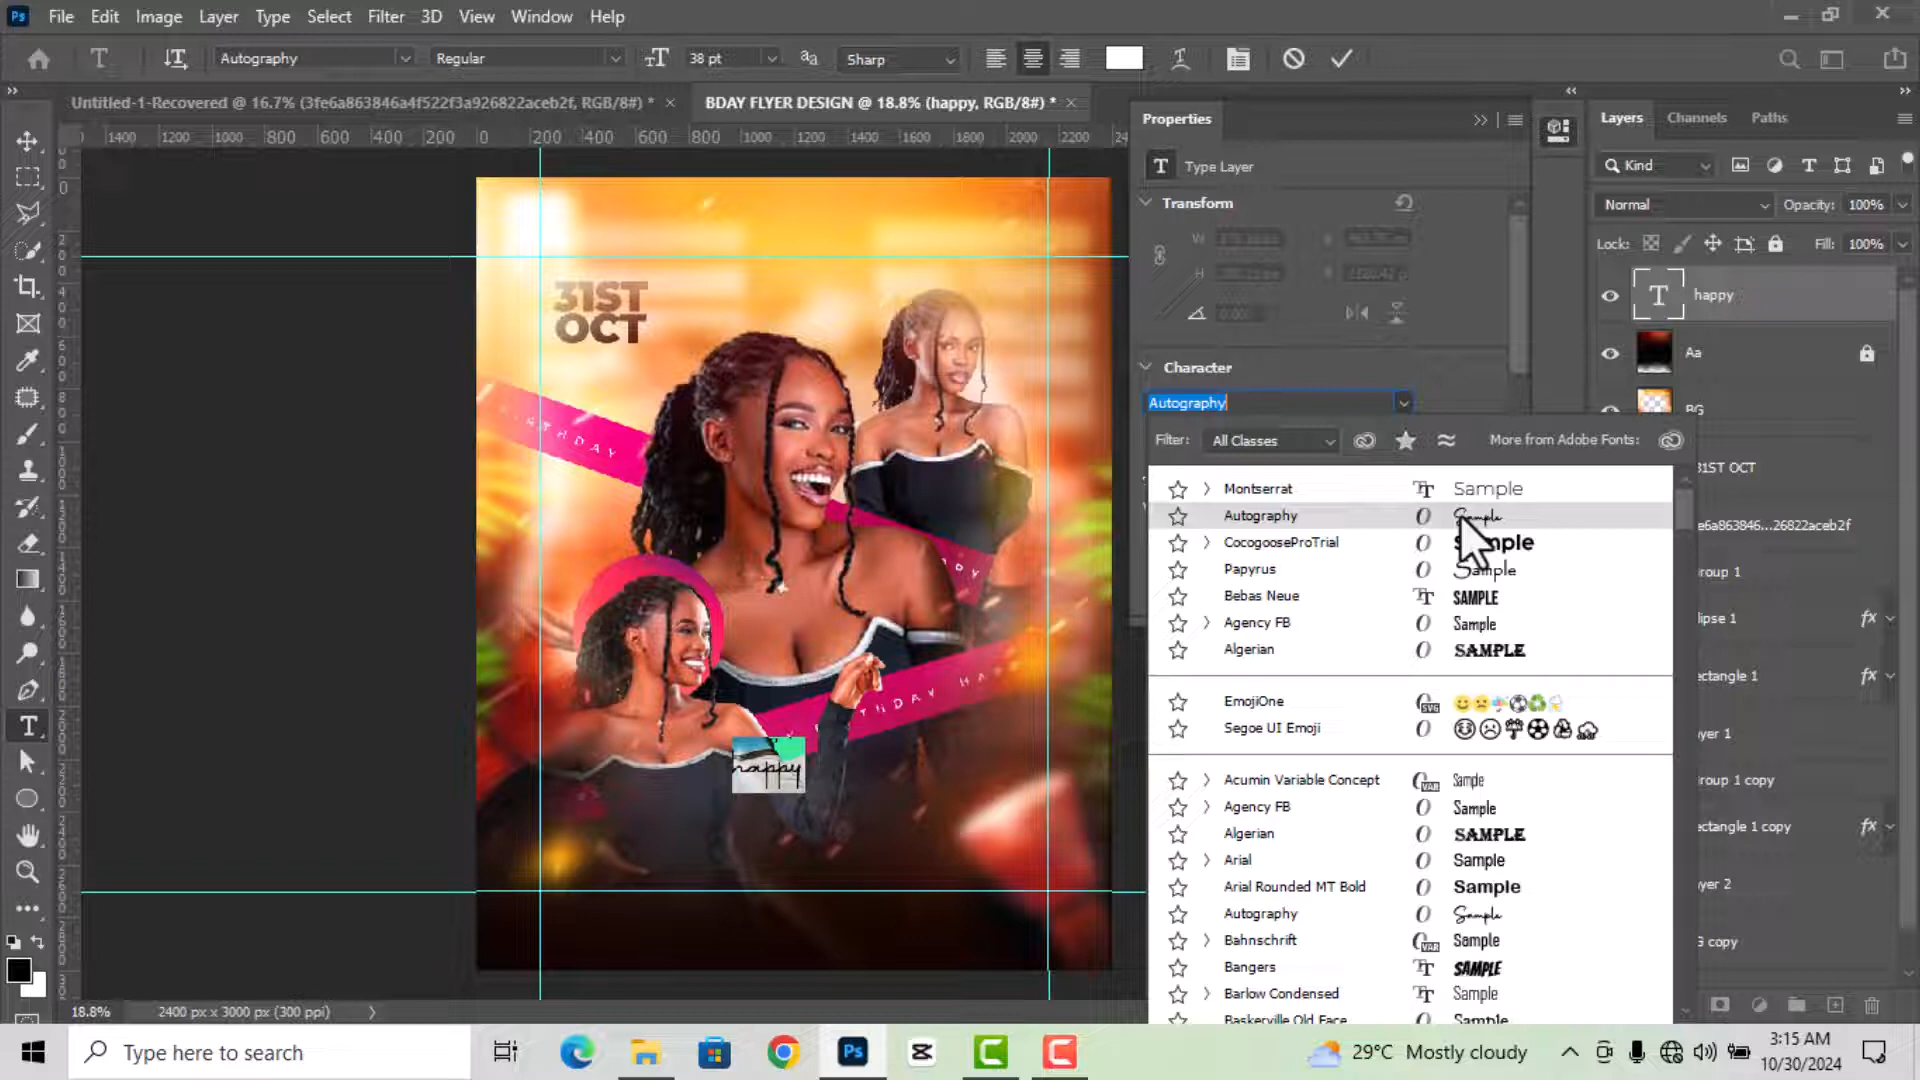 Ps File Edit Image Layer Type Select Filter 3D View Window Help
T Autography Regular 38 pt aa Sharp
Untitled-1-Recovered @ 16.7% (3fe6a863846a4f522f3a926822aceb2f, RGB/8#) * BDAY FLYER DESIGN @ 18.8% (happy, RGB/8#) *
1400 1200 1000 800 600 400 200 0 200 400 600 800 1000 1200 1400 1600 1800 2000 2200
31ST
OCT
happy
Properties
T Type Layer
Transform
W
H
Character
Autography
Filter: All Classes More from Adobe Fonts:
Montserrat Sample
Autography Sample
CocogooseProTrial
Papyrus Sample
Bebas Neue SAMPLE
Agency FB Sample
Algerian SAMPLE
EmojiOne
Segoe UI Emoji
Acumin Variable Concept Sample
Agency FB Sample
Algerian SAMPLE
Arial Sample
Arial Rounded MT Bold Sample
Autography Sample
Bahnschrift Sample
Bangers SAMPLE
Barlow Condensed Sample
Baskerville Old Face Sample
Layers Channels Paths
Kind
Normal Opacity: 100%
Lock: Fill: 100%
T happy
Aa
BG
31ST OCT
e6a863846...26822aceb2f
roup 1
lipse 1 fx
ectangle 1 fx
ayer 1
roup 1 copy
ectangle 1 copy fx
ayer 2
G copy
18.8% 2400 px x 3000 px (300 ppi)
Type here to search
29°C Mostly cloudy
3:15 AM
10/30/2024